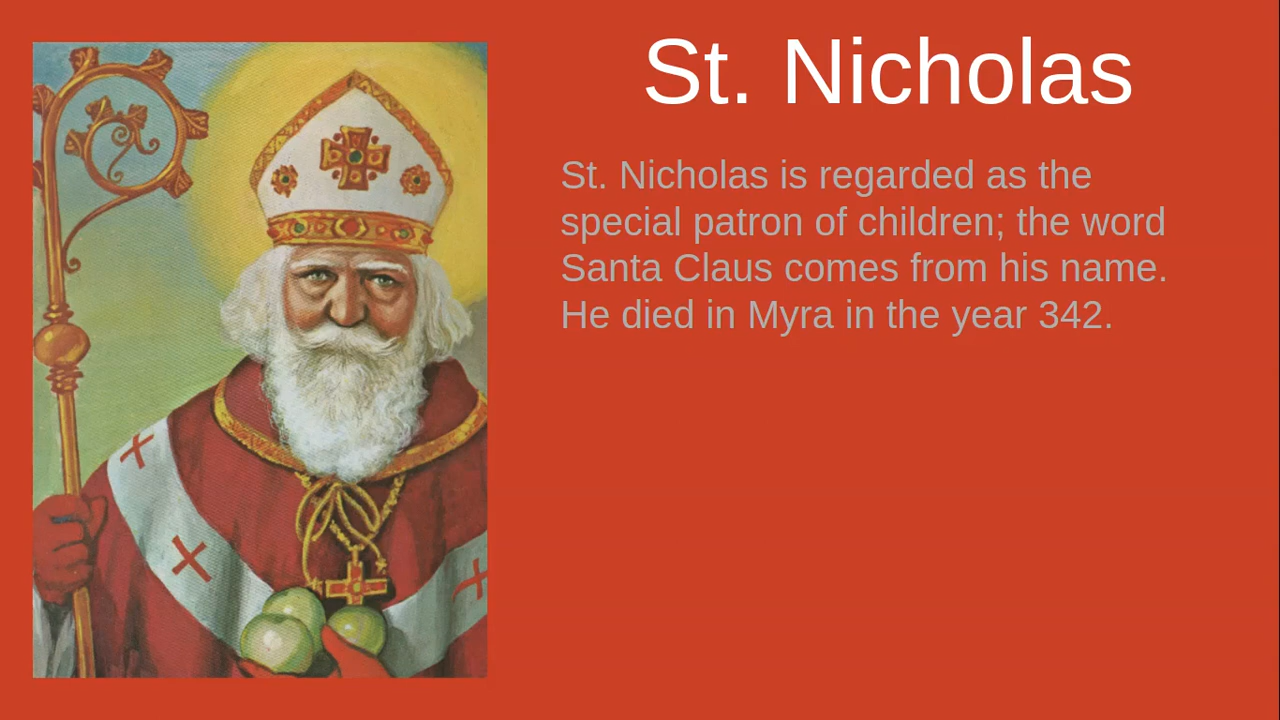 St. Nicholas
St. Nicholas is regarded as the
special patron of children; the word
Santa Claus comes from his name.
He died in Myra in the year 342.